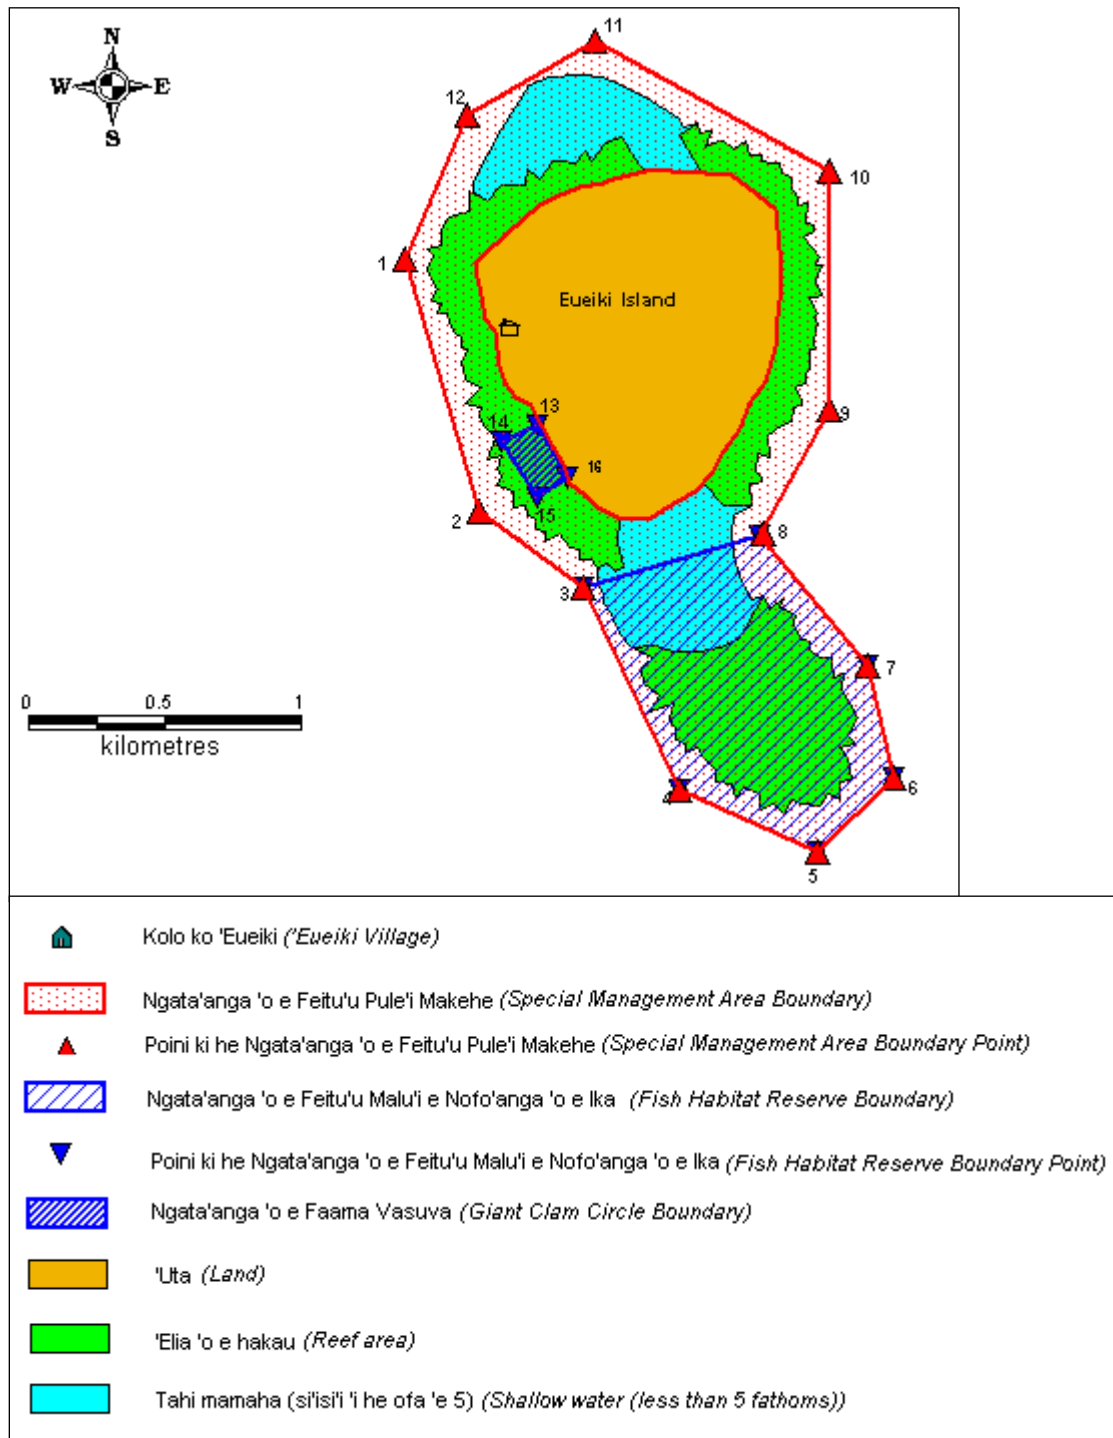 N
W E
S
11
12
10
1
Eueiki Island
13
14
9
16
15
2
8
3
7
4
6
5
0 0.5 1
kilometres
Kolo ko 'Eueiki ('Eueiki Village)
Ngata'anga 'o e Feitu'u Pule'i Makehe (Special Management Area Boundary)
Poini ki he Ngata'anga 'o e Feitu'u Pule'i Makehe (Special Management Area Boundary Point)
Ngata'anga 'o e Feitu'u Malu'i e Nofo'anga 'o e Ika (Fish Habitat Reserve Boundary)
Poini ki he Ngata'anga 'o e Feitu'u Malu'i e Nofo'anga 'o e Ika (Fish Habitat Reserve Boundary Point)
Ngata'anga 'o e Faama Vasuva (Giant Clam Circle Boundary)
'Uta (Land)
'Elia 'o e hakau (Reef area)
Tahi mamaha (si'isi'i 'i he ofa 'e 5) (Shallow water (less than 5 fathoms))